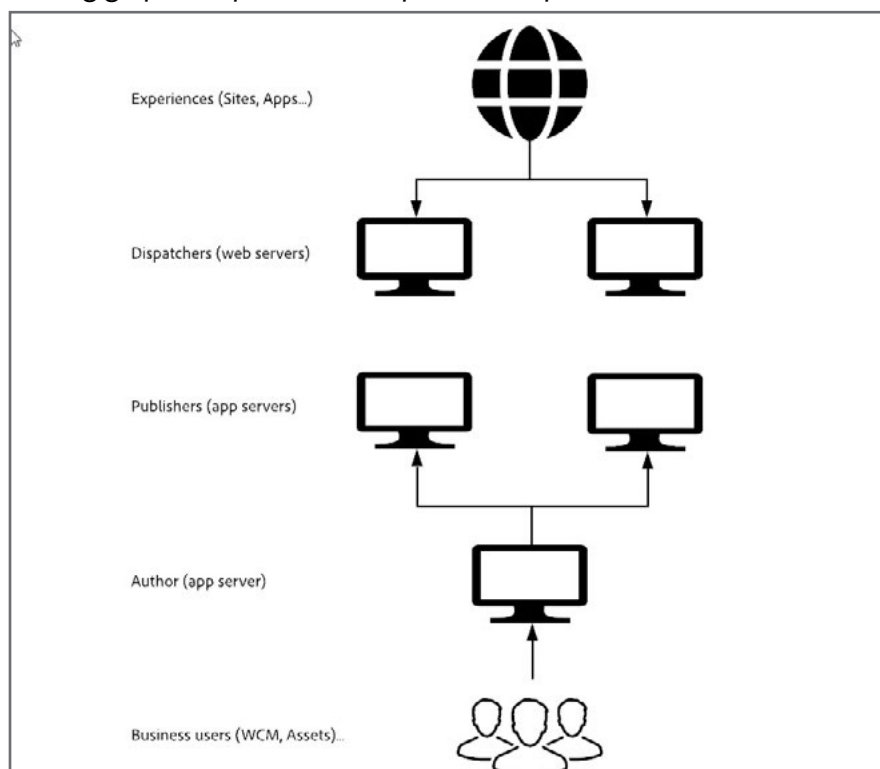 Experiences (Sites, Apps...)
Dispatchers (web servers)
Publishers (app servers)
Author (app server)
Business users (WCM, Assets)...